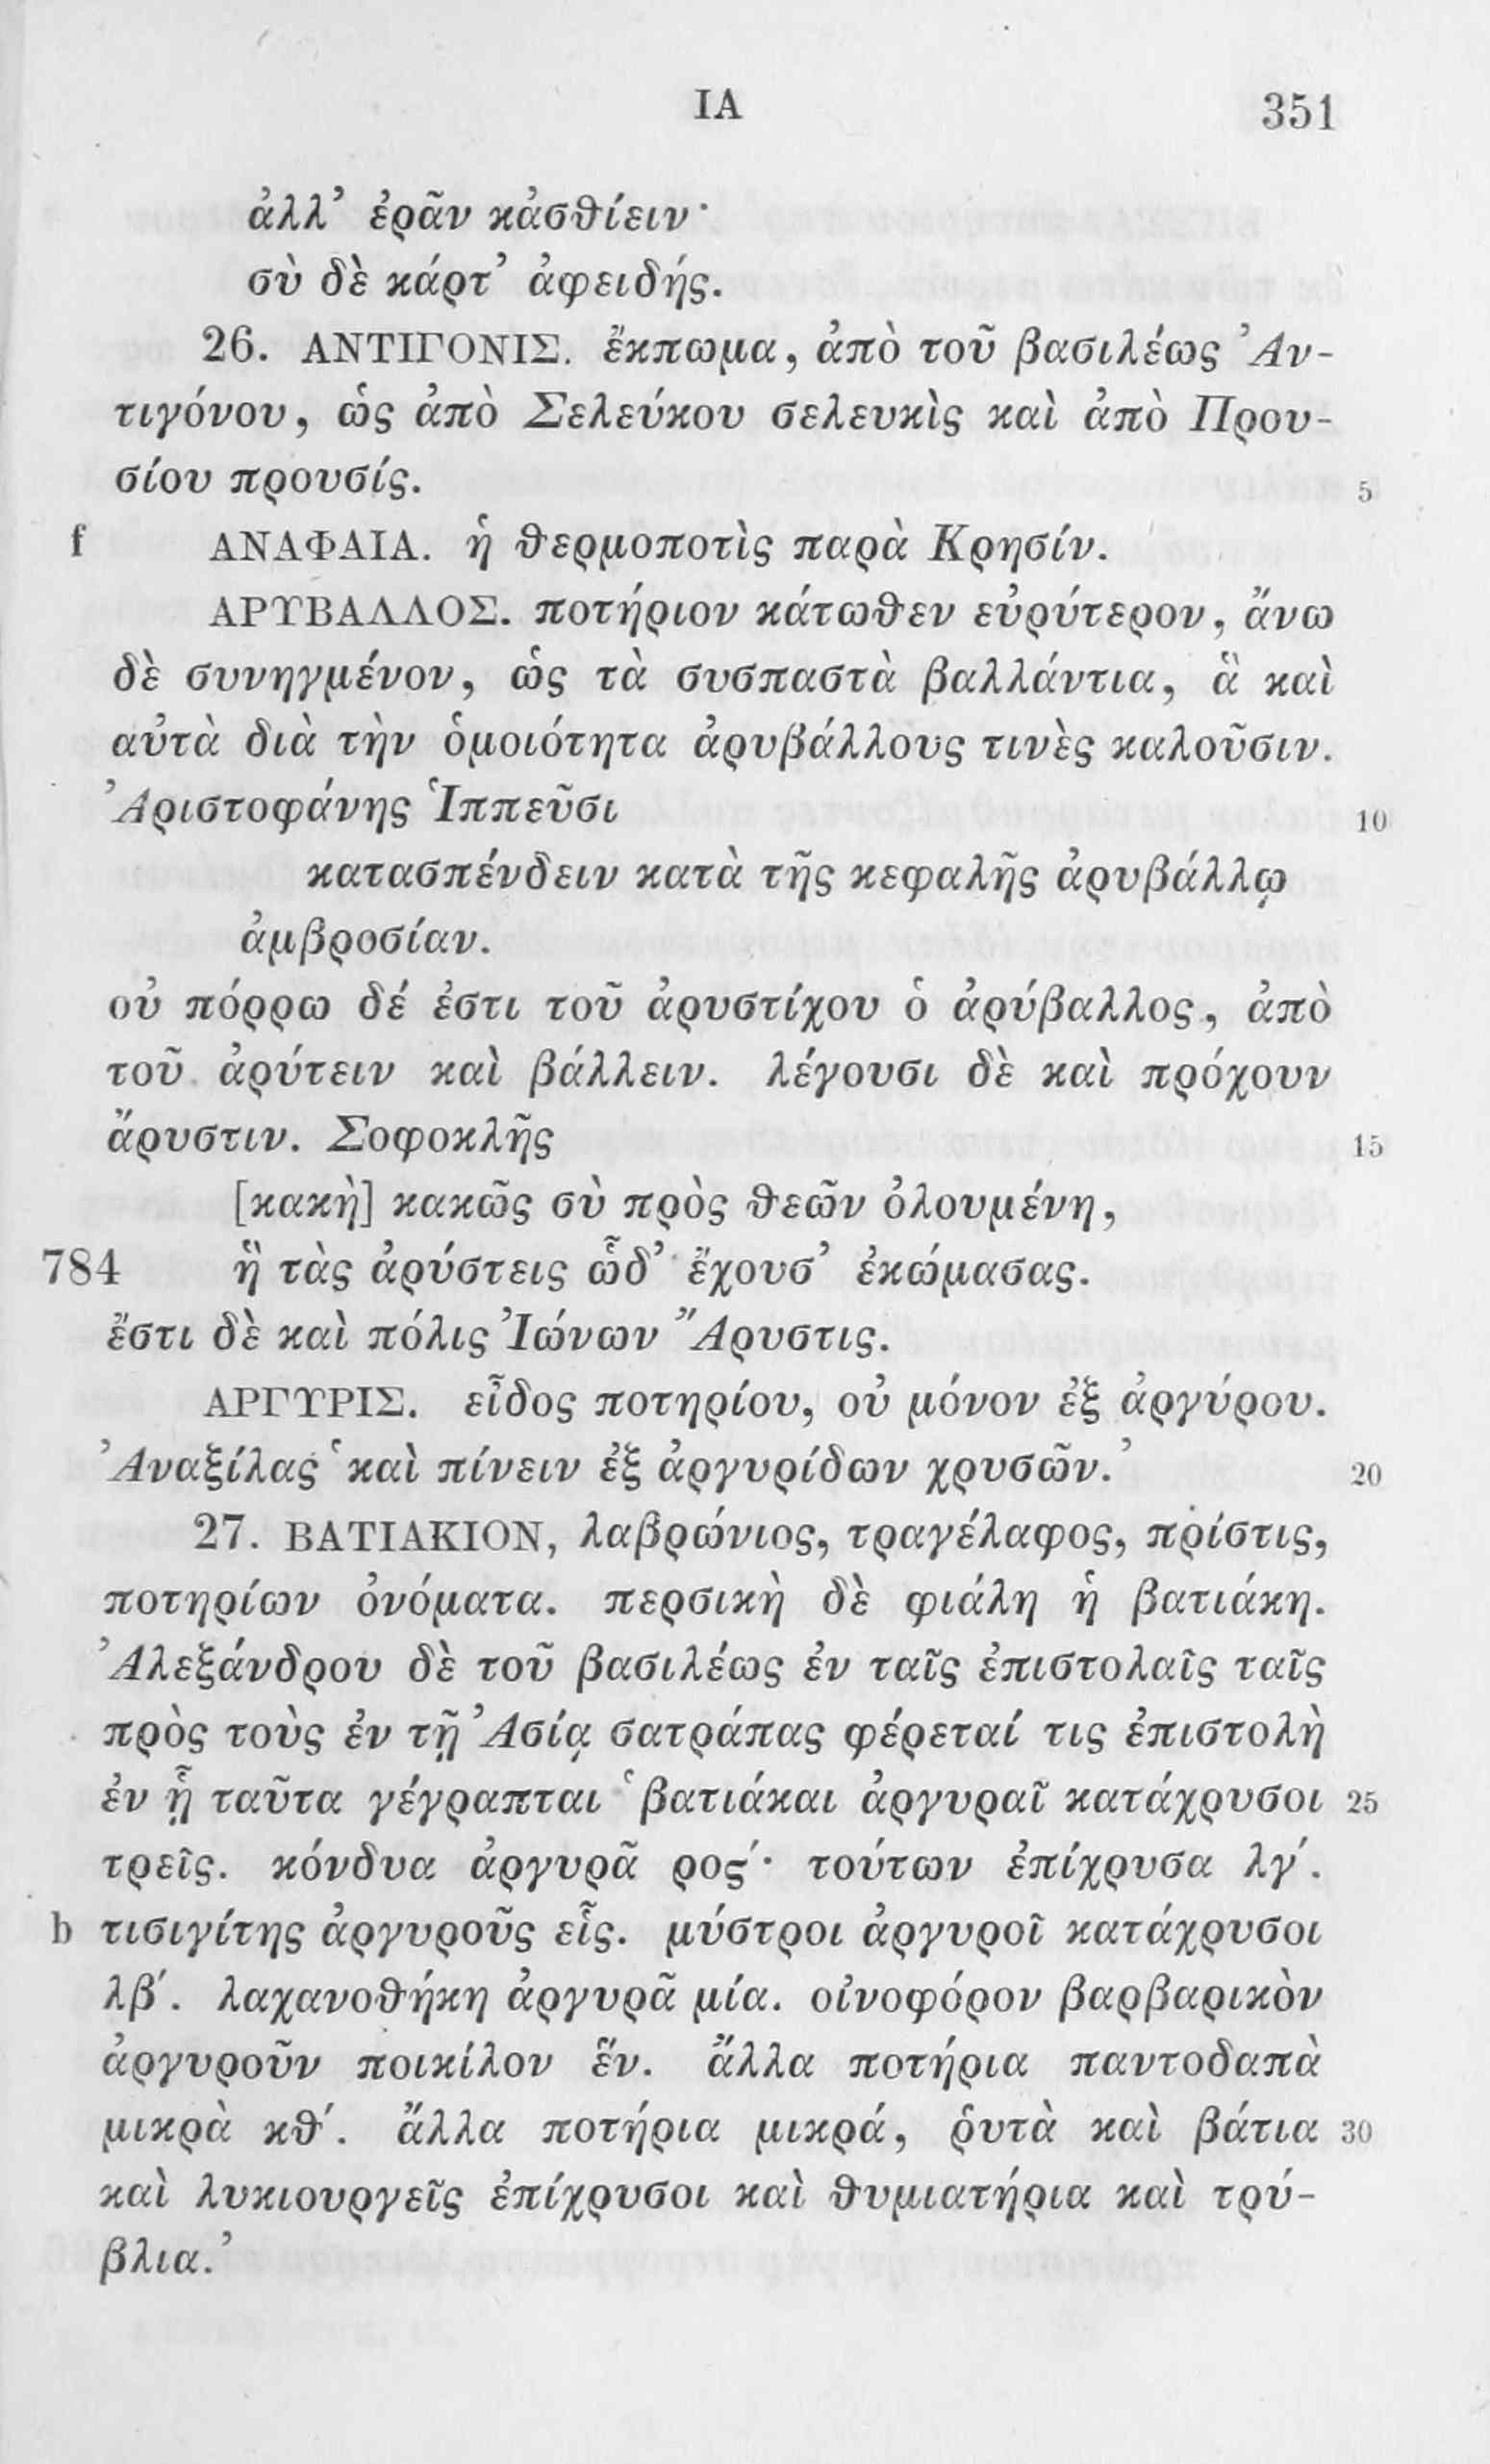 ΙΑ 351
ἀλλ’ ἐρᾶν κἀσθίειν·
σὺ δὲ κάρτ’ ἀφειδής.
26. ΑΝΤΙΓΟΝΙΣ. ἔκπωμα, ἀπὸ τοῦ βασιλέως Ἀν-
τιγόνου, ὡς ἀπὸ Σελεύκου σελευκὶς καὶ ἀπὸ Πρου-
σίου προυσίς. 5
f ΑΝΑΦΑΙΑ. ἡ θερμοποτὶς παρὰ Κρησίν.
ΑΡΥΒΑΛΛΟΣ. ποτήριον κάτωθεν εὐρύτερον, ἄνω
δὲ συνηγμένον, ὡς τὰ συσπαστὰ βαλλάντια, ἃ καὶ
αὐτὰ διὰ τὴν ὁμοιότητα ἀρυβάλλους τινὲς καλοῦσιν.
Ἀριστοφάνης Ἱππεῦσι 10
κατασπένδειν κατὰ τῆς κεφαλῆς ἀρυβάλλῳ
ἀμβροσίαν.
οὐ πόρρω δέ ἐστι τοῦ ἀρυστίχου ὁ ἀρύβαλλος, ἀπὸ
τοῦ ἀρύτειν καὶ βάλλειν. λέγουσι δὲ καὶ πρόχουν
ἄρυστιν. Σοφοκλῆς 15
[κακὴ] κακῶς σὺ πρὸς θεῶν ὀλουμένη,
784 ἣ τὰς ἀρύστεις ὧδ’ ἔχουσ’ ἐκώμασας.
ἔστι δὲ καὶ πόλις Ἰώνων Ἄρυστις.
ΑΡΓΥΡΙΣ. εἶδος ποτηρίου, οὐ μόνον ἐξ ἀργύρου.
Ἀναξίλας ‘καὶ πίνειν ἐξ ἀργυρίδων χρυσῶν.’ 20
27. ΒΑΤΙΑΚΙΟΝ, λαβρώνιος, τραγέλαφος, πρίστις,
ποτηρίων ὀνόματα. περσικὴ δὲ φιάλη ἡ βατιάκη.
Ἀλεξάνδρου δὲ τοῦ βασιλέως ἐν ταῖς ἐπιστολαῖς ταῖς
πρὸς τοὺς ἐν τῇ Ἀσίᾳ σατράπας φέρεταί τις ἐπιστολὴ
ἐν ᾗ ταῦτα γέγραπται ‘βατιάκαι ἀργυραῖ κατάχρυσοι 25
τρεῖς. κόνδυα ἀργυρᾶ ροϛ′· τούτων ἐπίχρυσα λγ′.
b τισιγίτης ἀργυροῦς εἷς. μύστροι ἀργυροῖ κατάχρυσοι
λβ′. λαχανοθήκη ἀργυρᾶ μία. οἰνοφόρον βαρβαρικὸν
ἀργυροῦν ποικίλον ἕν. ἄλλα ποτήρια παντοδαπὰ
μικρὰ κθ′. ἄλλα ποτήρια μικρά, ῥυτὰ καὶ βάτια 30
καὶ λυκιουργεῖς ἐπίχρυσοι καὶ θυμιατήρια καὶ τρύ-
βλια.’